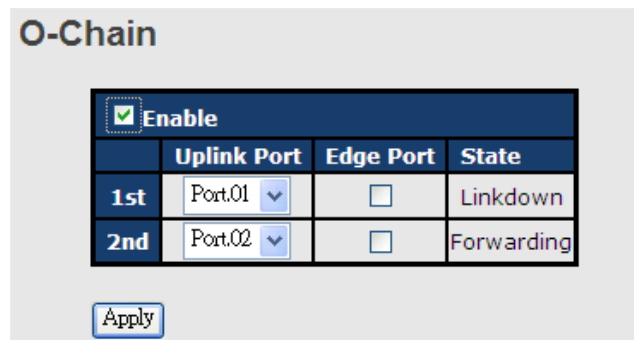 O-Chain
Enable
Uplink Port Edge Port State
1st Port.01 Linkdown
2nd Port.02 Forwarding
Apply